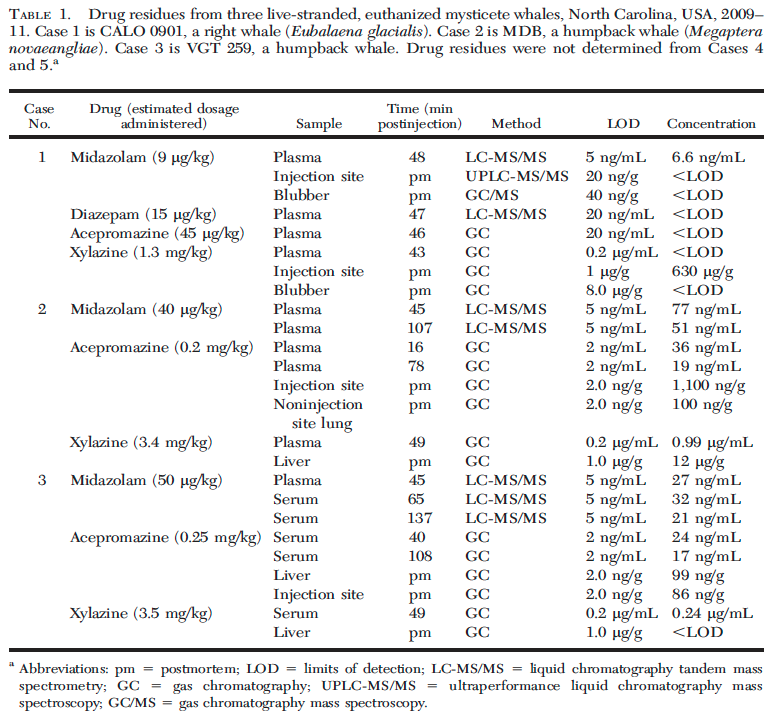 TABLE 1. Drug residues from three live-stranded, euthanized mysticete whales, North Carolina, USA, 2009–
11. Case 1 is CALO 0901, a right whale (Eubalaena glacialis). Case 2 is MDB, a humpback whale (Megaptera
novaeangliae). Case 3 is VGT 259, a humpback whale. Drug residues were not determined from Cases 4
and 5.a
Case No. Drug (estimated dosage administered) Sample Time (min postinjection) Method LOD Concentration
1 Midazolam (9 μg/kg) Plasma 48 LC-MS/MS 5 ng/mL 6.6 ng/mL
Injection site pm UPLC-MS/MS 20 ng/g <LOD
Blubber pm GC/MS 40 ng/g <LOD
Diazepam (15 μg/kg) Plasma 47 LC-MS/MS 20 ng/mL <LOD
Acepromazine (45 μg/kg) Plasma 46 GC 20 ng/mL <LOD
Xylazine (1.3 mg/kg) Plasma 43 GC 0.2 μg/mL <LOD
Injection site pm GC 1 μg/g 630 μg/g
Blubber pm GC 8.0 μg/g <LOD
2 Midazolam (40 μg/kg) Plasma 45 LC-MS/MS 5 ng/mL 77 ng/mL
Plasma 107 LC-MS/MS 5 ng/mL 51 ng/mL
Acepromazine (0.2 mg/kg) Plasma 16 GC 2 ng/mL 36 ng/mL
Plasma 78 GC 2 ng/mL 19 ng/mL
Injection site pm GC 2.0 ng/g 1,100 ng/g
Noninjection pm GC 2.0 ng/g 100 ng/g
site lung
Xylazine (3.4 mg/kg) Plasma 49 GC 0.2 μg/mL 0.99 μg/mL
Liver pm GC 1.0 μg/g 12 μg/g
3 Midazolam (50 μg/kg) Plasma 45 LC-MS/MS 5 ng/mL 27 ng/mL
Serum 65 LC-MS/MS 5 ng/mL 32 ng/mL
Serum 137 LC-MS/MS 5 ng/mL 21 ng/mL
Acepromazine (0.25 mg/kg) Serum 40 GC 2 ng/mL 24 ng/mL
Serum 108 GC 2 ng/mL 17 ng/mL
Liver pm GC 2.0 ng/g 99 ng/g
Injection site pm GC 2.0 ng/g 86 ng/g
Xylazine (3.5 mg/kg) Serum 49 GC 0.2 μg/mL 0.24 μg/mL
Liver pm GC 1.0 μg/g <LOD
a Abbreviations: pm = postmortem; LOD = limits of detection; LC-MS/MS = liquid chromatography tandem mass
spectrometry; GC = gas chromatography; UPLC-MS/MS = ultraperformance liquid chromatography mass
spectroscopy; GC/MS = gas chromatography mass spectroscopy.